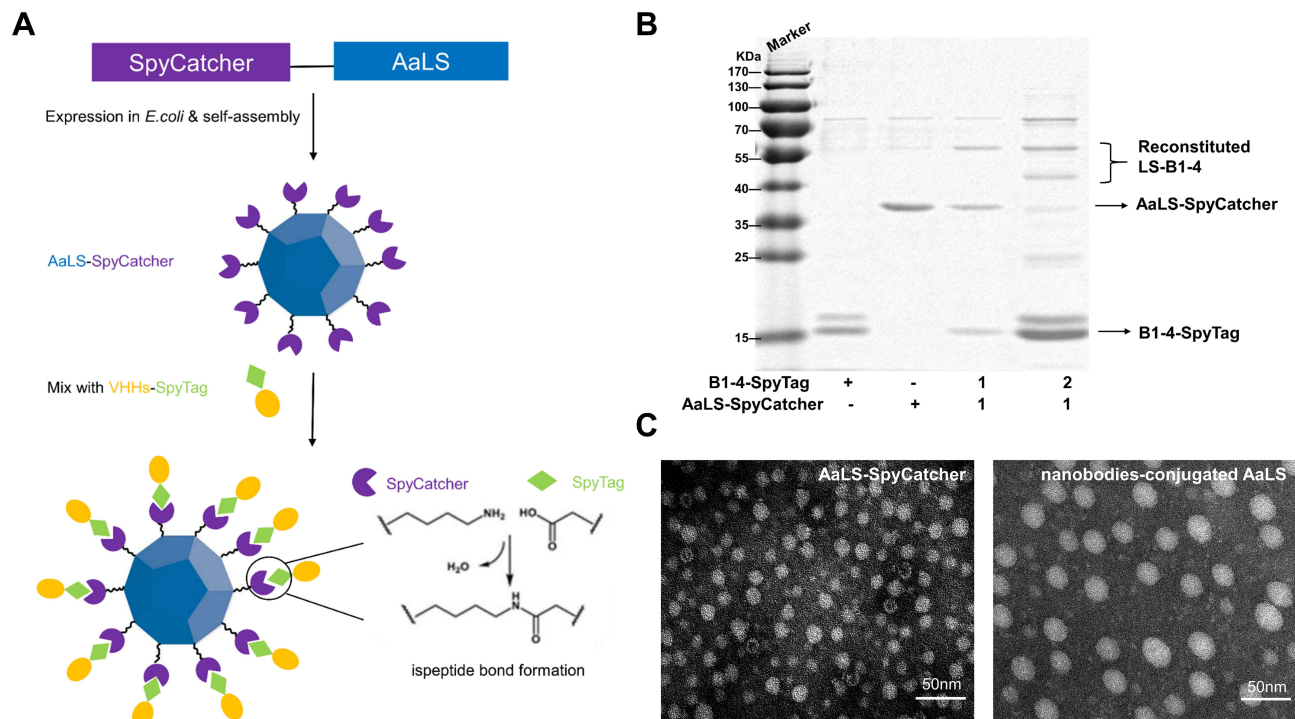 A
SpyCatcher
AaLS
Expression in E.coli & self-assembly
AaLS-SpyCatcher
Mix with VHHs-SpyTag
SpyCatcher
SpyTag
NH2
HO
O
H2O
H
N
O
ispeptide bond formation
B
Marker
KDa
170
130
100
70
55
40
35
25
15
Reconstituted
LS-B1-4
AaLS-SpyCatcher
B1-4-SpyTag
B1-4-SpyTag + - 1 2
AaLS-SpyCatcher - + 1 1
C
AaLS-SpyCatcher
50nm
nanobodies-conjugated AaLS
50nm